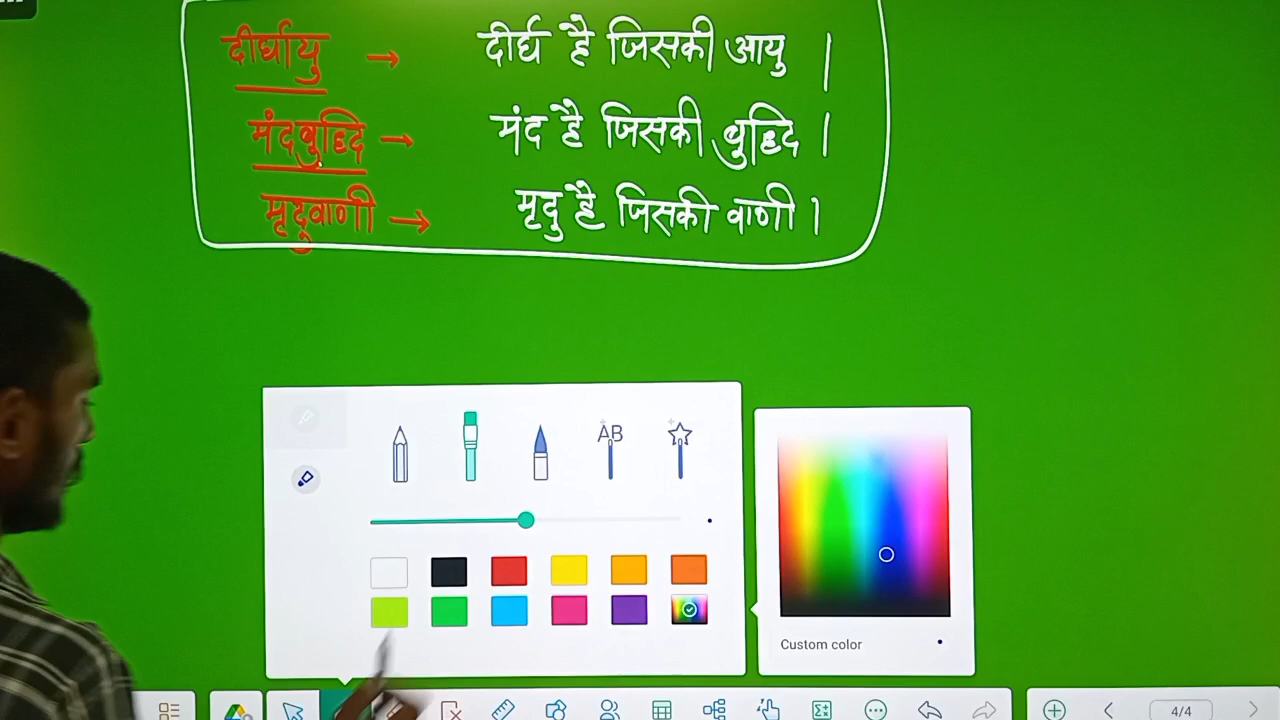 दीर्घायु → दीर्घ है जिसकी आयु |
मंदबुद्धि → मंद है जिसकी बुद्धि |
मृदुवाणी → मृदु है जिसकी वाणी |
AB
Custom color
4/4